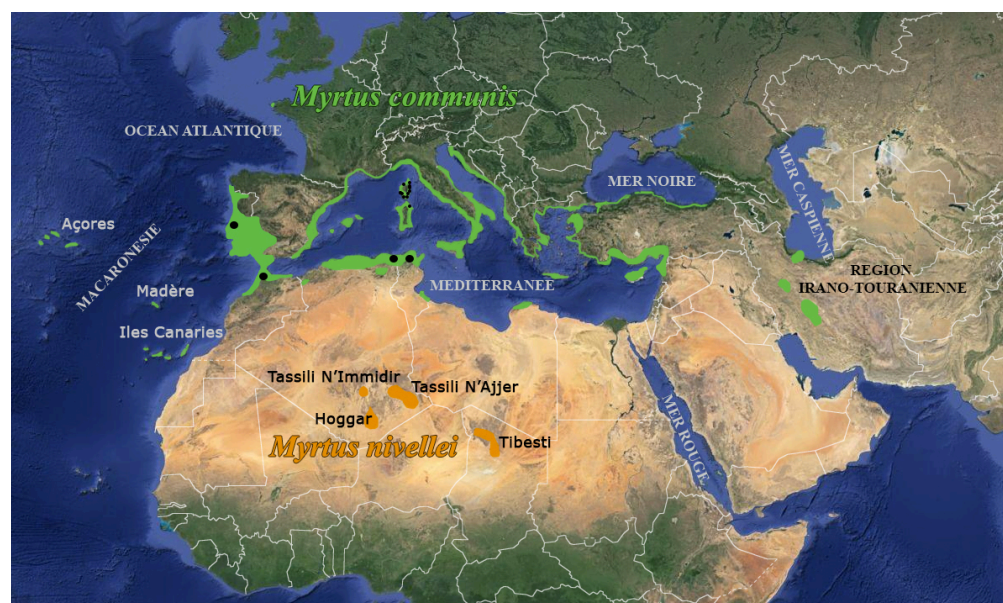 Myrtus communis
OCEAN ATLANTIQUE
MER NOIRE
MER CASPIENNE
Açores
MACARONESIE
REGION
IRANO-TOURANIENNE
MEDITERRANEE
Madère
Iles Canaries
Tassili N'Immidir
Tassili N'Ajjer
Hoggar
Myrtus nivellei
Tibesti
MER ROUGE